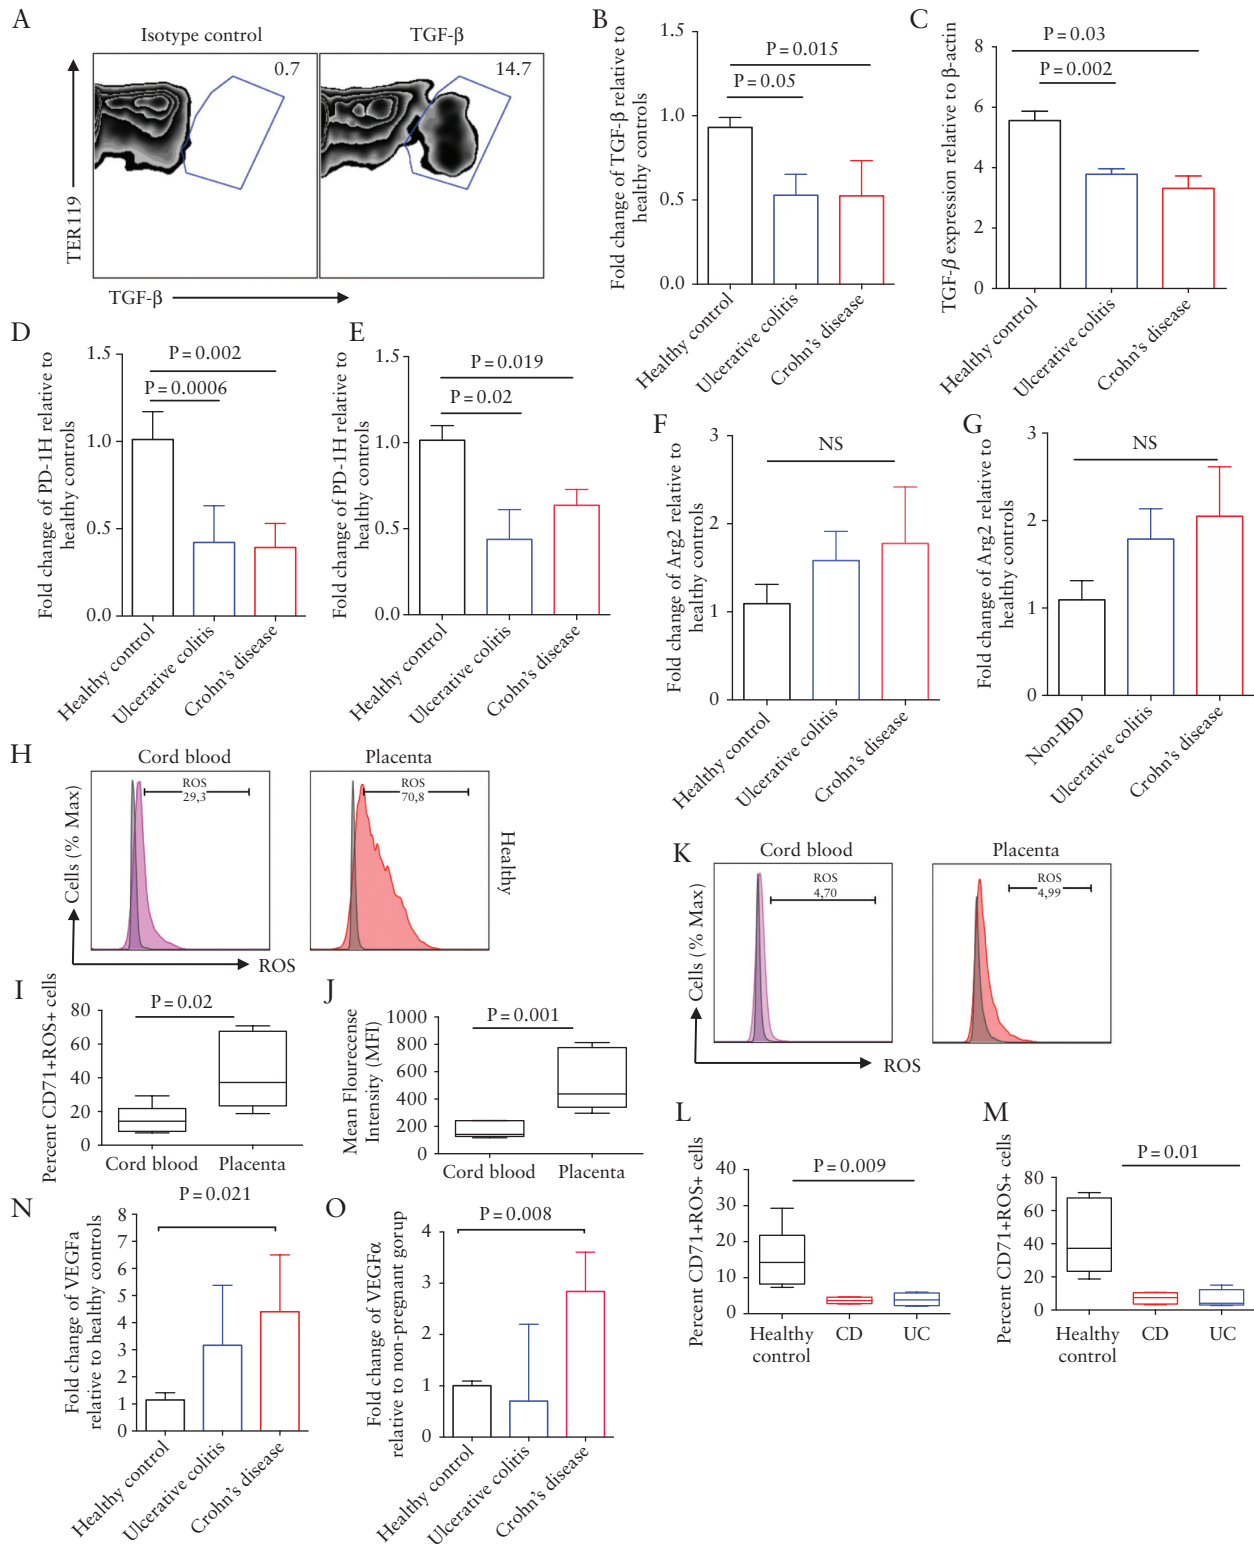 A
Isotype control
TGF-β
0.7
14.7
TER119
TGF-β
B
Fold change of TGF-β relative to
healthy controls
P = 0.015
P = 0.05
1.5
1.0
0.5
0.0
Healthy control
Ulcerative colitis
Crohn's disease
C
TGF-β expression relative to β-actin
P = 0.03
P = 0.002
8
6
4
2
0
Healthy control
Ulcerative colitis
Crohn's disease
D
Fold change of PD-1H relative to
healthy controls
P = 0.002
P = 0.0006
1.5
1.0
0.5
0.0
Healthy control
Ulcerative colitis
Crohn's disease
E
Fold change of PD-1H relative to
healthy controls
P = 0.019
P = 0.02
1.5
1.0
0.5
0.0
Healthy control
Ulcerative colitis
Crohn's disease
F
Fold change of Arg2 relative to
healthy controls
NS
3
2
1
0
Healthy control
Ulcerative colitis
Crohn's disease
G
Fold change of Arg2 relative to
healthy controls
NS
3
2
1
0
Non-IBD
Ulcerative colitis
Crohn's disease
H
Cord blood
Placenta
ROS
29,3
ROS
70,8
Cells (% Max)
Healthy
ROS
I
Percent CD71+ROS+ cells
P = 0.02
80
60
40
20
0
Cord blood
Placenta
J
Mean Flourecense
Intensity (MFI)
P = 0.001
1000
800
600
400
200
0
Cord blood
Placenta
K
Cord blood
Placenta
ROS
4,70
ROS
4,99
Cells (% Max)
ROS
L
Percent CD71+ROS+ cells
P = 0.009
40
30
20
10
0
Healthy
control
CD
UC
M
Percent CD71+ROS+ cells
P = 0.01
100
80
60
40
20
0
Healthy
control
CD
UC
N
Fold change of VEGFa
relative to healthy controls
P = 0.021
8
7
6
5
4
3
2
1
0
Healthy control
Ulcerative colitis
Crohn's disease
O
Fold change of VEGFα
relative to non-pregnant gorup
P = 0.008
4
3
2
1
0
Healthy control
Ulcerative colitis
Crohn's disease